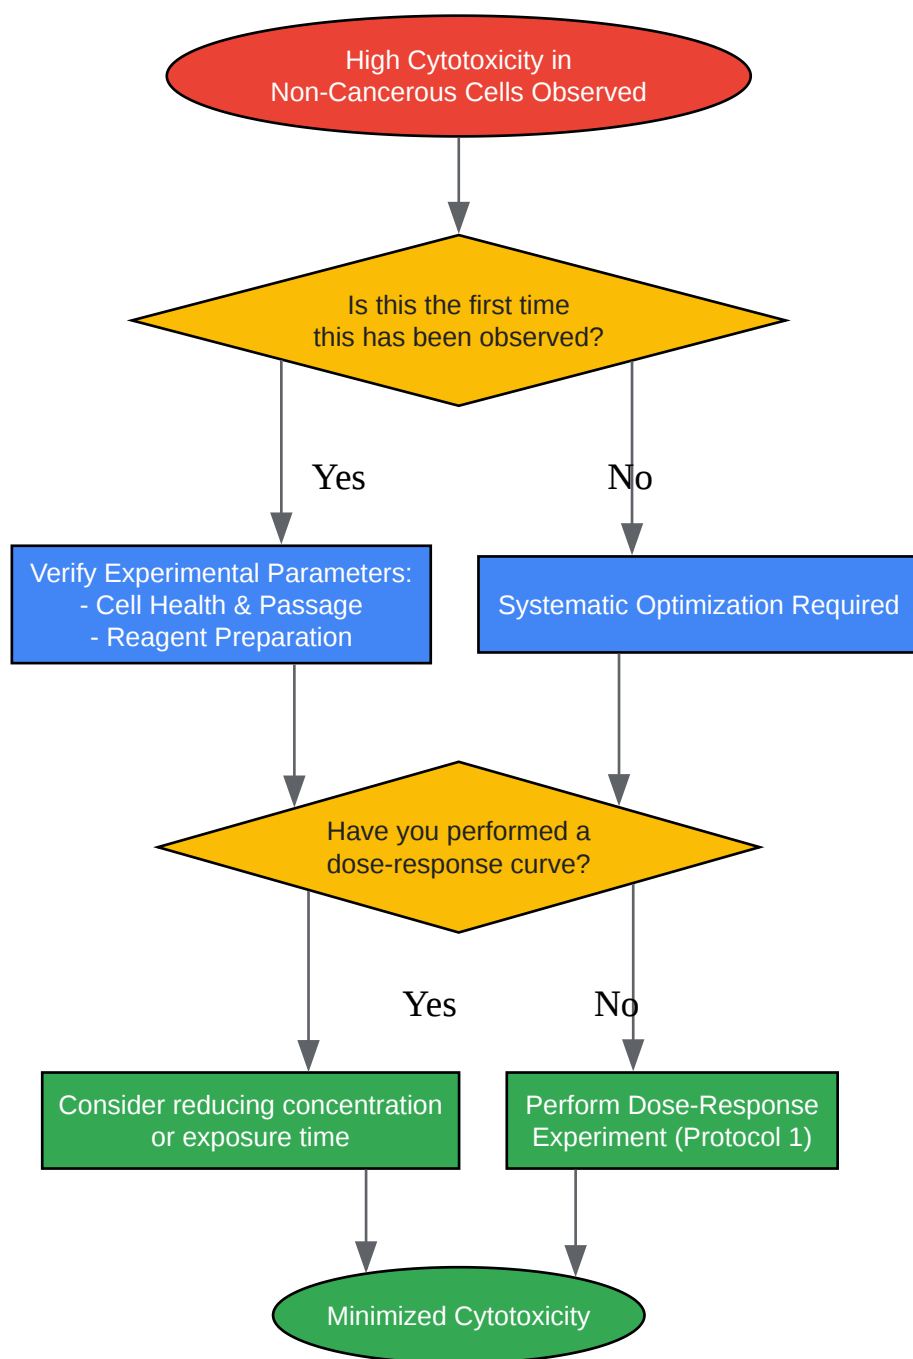 High Cytotoxicity in
Non-Cancerous Cells Observed
Is this the first time
this has been observed?
Yes
No
Verify Experimental Parameters:
- Cell Health & Passage
- Reagent Preparation
Systematic Optimization Required
Have you performed a
dose-response curve?
Yes
No
Consider reducing concentration
or exposure time
Perform Dose-Response
Experiment (Protocol 1)
Minimized Cytotoxicity